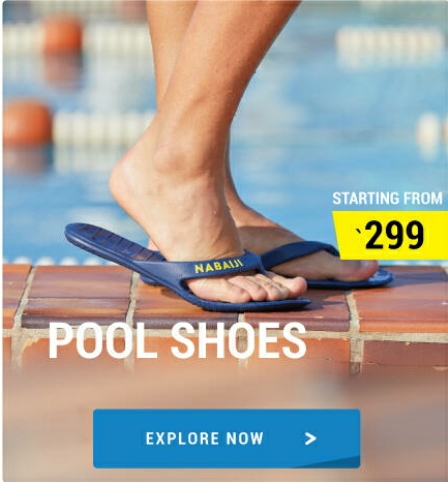 STARTING FROM
`299
NABAIJI
POOL SHOES
EXPLORE NOW >